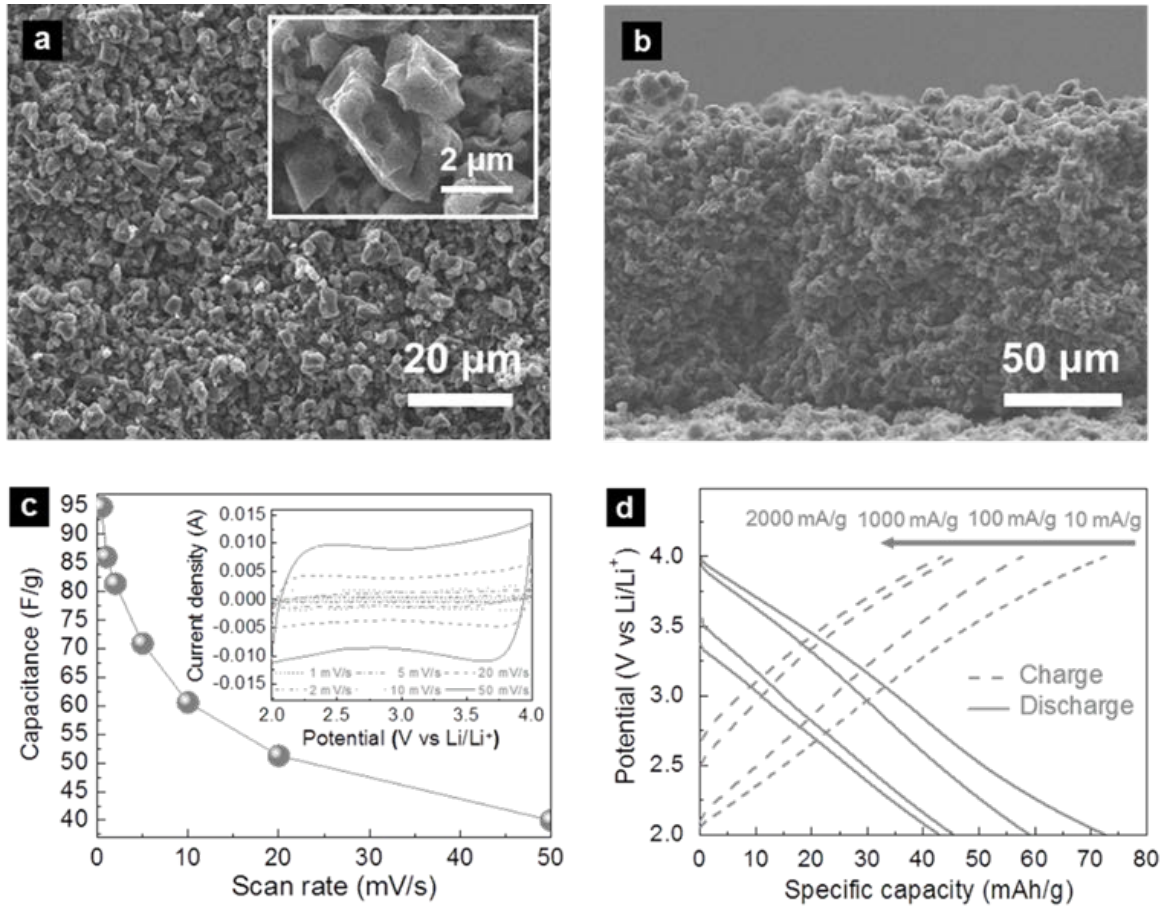 a
2 μm
20 μm
b
50 μm
c
Capacitance (F/g)
95
90
85
80
75
70
65
60
55
50
45
40
0 10 20 30 40 50
Scan rate (mV/s)
Current density (A)
0.015
0.010
0.005
0.000
-0.005
-0.010
-0.015
1 mV/s 5 mV/s 20 mV/s
2 mV/s 10 mV/s 50 mV/s
2.0 2.5 3.0 3.5 4.0
Potential (V vs Li/Li⁺)
d
2000 mA/g 1000 mA/g 100 mA/g 10 mA/g
Potential (V vs Li/Li⁺)
4.0
3.5
3.0
2.5
2.0
Charge
Discharge
0 10 20 30 40 50 60 70 80
Specific capacity (mAh/g)